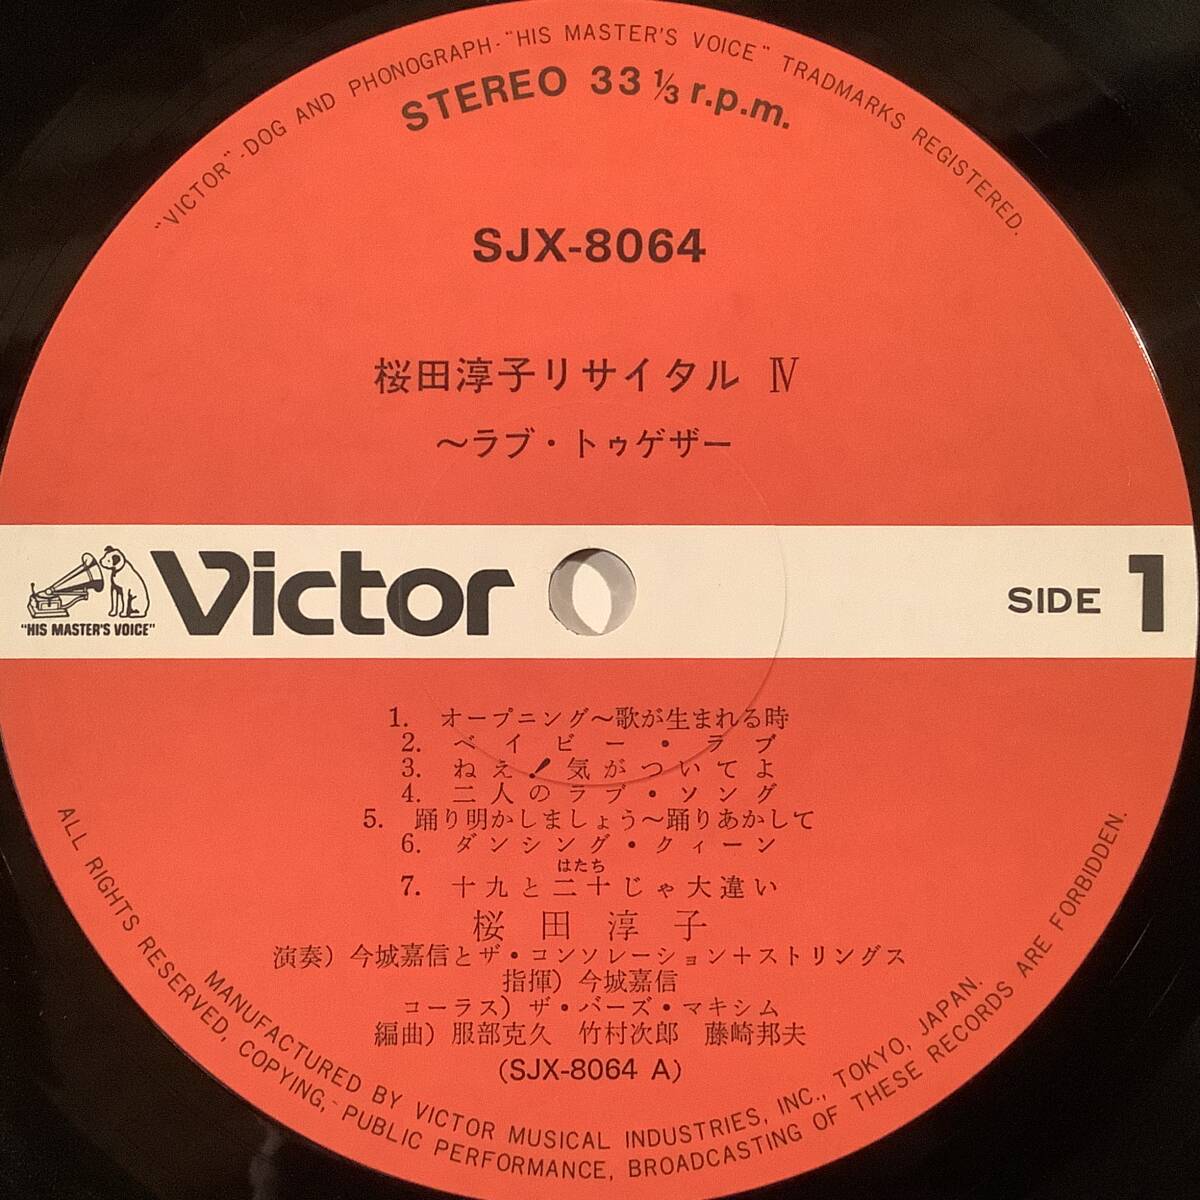 "VICTOR"-DOG AND PHONOGRAPH-"HIS MASTER'S VOICE" TRADMARKS REGISTERED.
STEREO 33 1/3 r.p.m.
SJX-8064
桜田淳子リサイタル Ⅳ
～ラブ・トゥゲザー
"HIS MASTER'S VOICE"
Victor
SIDE 1
1. オープニング～歌が生まれる時
2. ベイビー・ラブ
3. ねぇ！気がついてよ
4. 二人のラブ・ソング
5. 踊り明かしましょう～踊りあかして
6. ダンシング・クィーン
はたち
7. 十九と二十じゃ大違い
桜田淳子
演奏）今城嘉信とザ・コンソレーション＋ストリングス
指揮）今城嘉信
コーラス）ザ・バーズ・マキシム
編曲）服部克久 竹村次郎 藤崎邦夫
(SJX-8064 A)
MANUFACTURED BY VICTOR MUSICAL INDUSTRIES, INC., TOKYO, JAPAN.
ALL RIGHTS RESERVED, COPYING,-PUBLIC PERFORMANCE, BROADCASTING OF THESE RECORDS ARE FORBIDDEN.